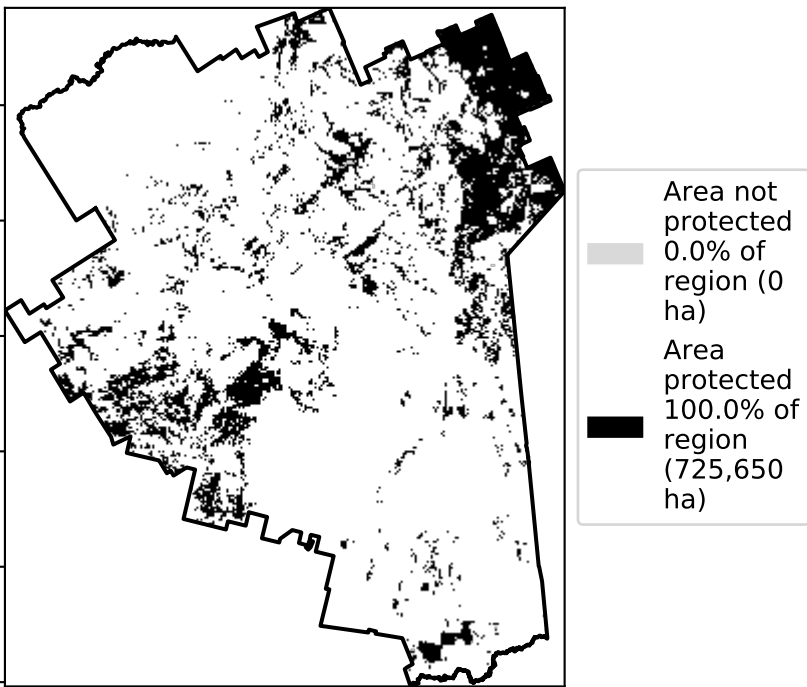 Area not
protected
0.0% of
region (0
ha)
Area
protected
100.0% of
region
(725,650
ha)